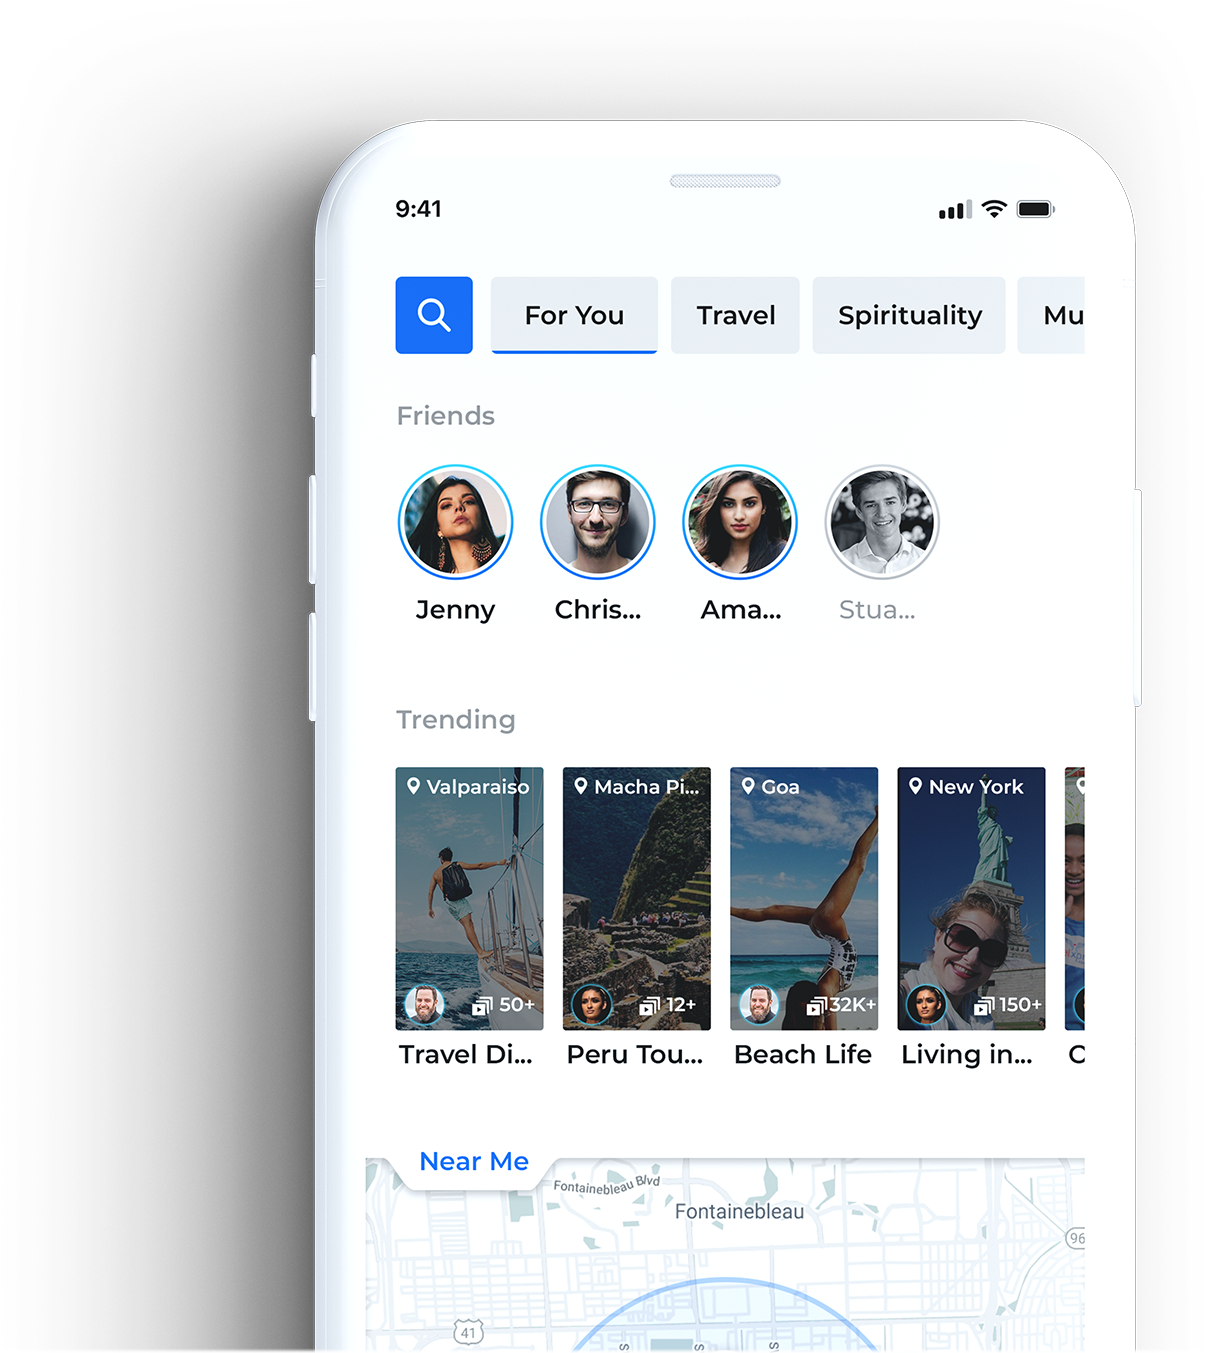 9:41
For You
Travel
Spirituality
Mu
Friends
Jenny
Chris...
Ama...
Stua...
Trending
Valparaiso
Macha Pi...
Goa
New York
50+
12+
32K+
150+
Travel Di...
Peru Tou...
Beach Life
Living in...
C
Near Me
Fontainebleau Blvd
Fontainebleau
96
41
S
S
S